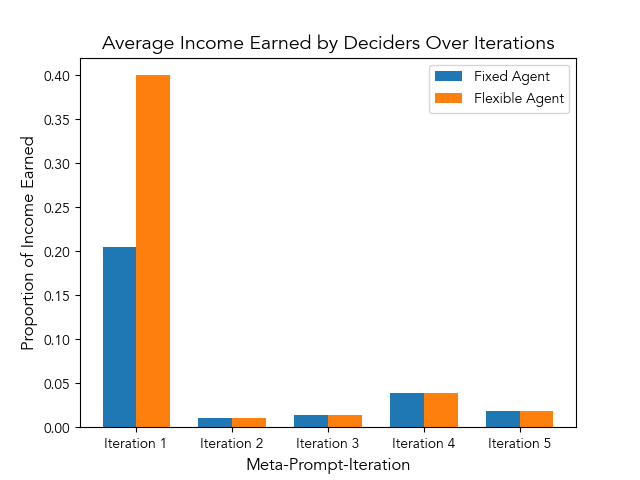 Average Income Earned by Deciders Over Iterations
Fixed Agent
Flexible Agent
Proportion of Income Earned
0.40
0.35
0.30
0.25
0.20
0.15
0.10
0.05
0.00
Iteration 1 Iteration 2 Iteration 3 Iteration 4 Iteration 5
Meta-Prompt-Iteration